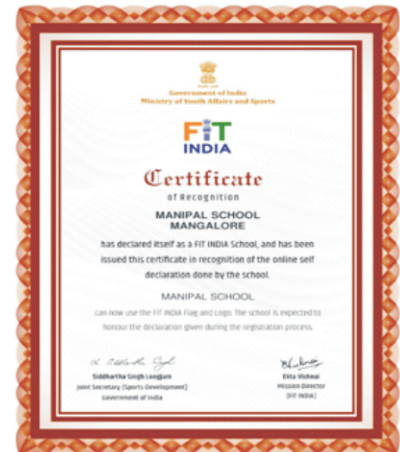 Government of India
Ministry of Youth Affairs and Sports
FIT
INDIA
Certificate
of Recognition
MANIPAL SCHOOL
MANGALORE
has declared itself as a FIT INDIA School, and has been
issued this certificate in recognition of the online self
declaration done by the school.
MANIPAL SCHOOL
can now use the FIT INDIA Flag and Logo. The school is expected to
honour the declaration given during the registration process.
Siddhartha Singh Longjam
Joint Secretary (Sports Development)
Government of India
Ekta Vishnoi
Mission Director
(FIT INDIA)